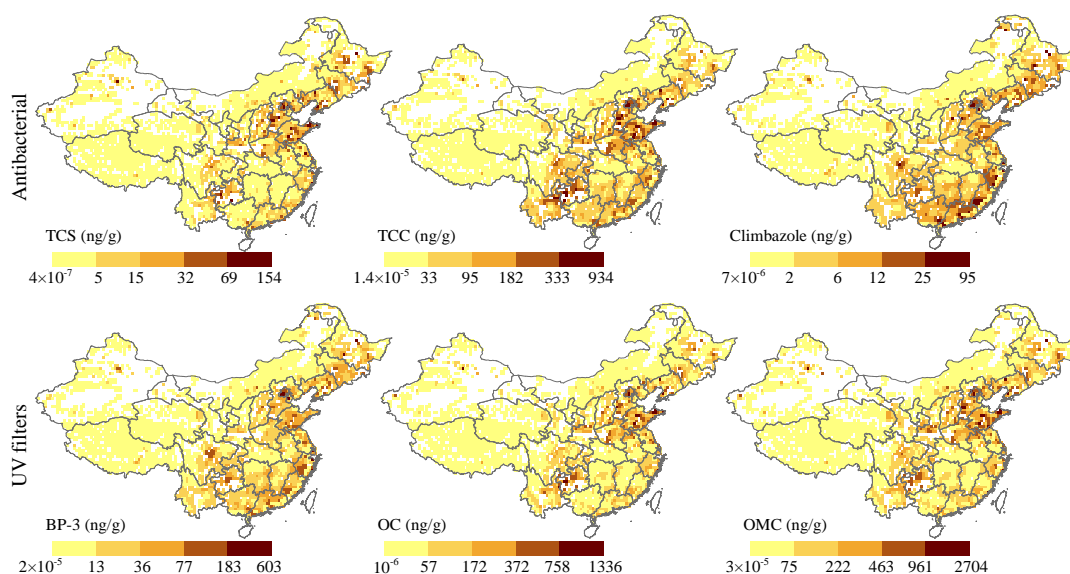 Antibacterial
TCS (ng/g)
4×10⁻⁷ 5 15 32 69 154
TCC (ng/g)
1.4×10⁻⁵ 33 95 182 333 934
Climbazole (ng/g)
7×10⁻⁶ 2 6 12 25 95
UV filters
BP-3 (ng/g)
2×10⁻⁵ 13 36 77 183 603
OC (ng/g)
10⁻⁶ 57 172 372 758 1336
OMC (ng/g)
3×10⁻⁵ 75 222 463 961 2704